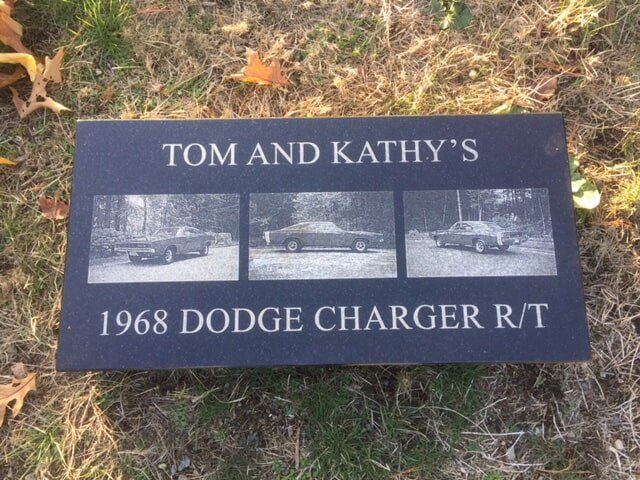 TOM AND KATHY'S
1968 DODGE CHARGER R/T